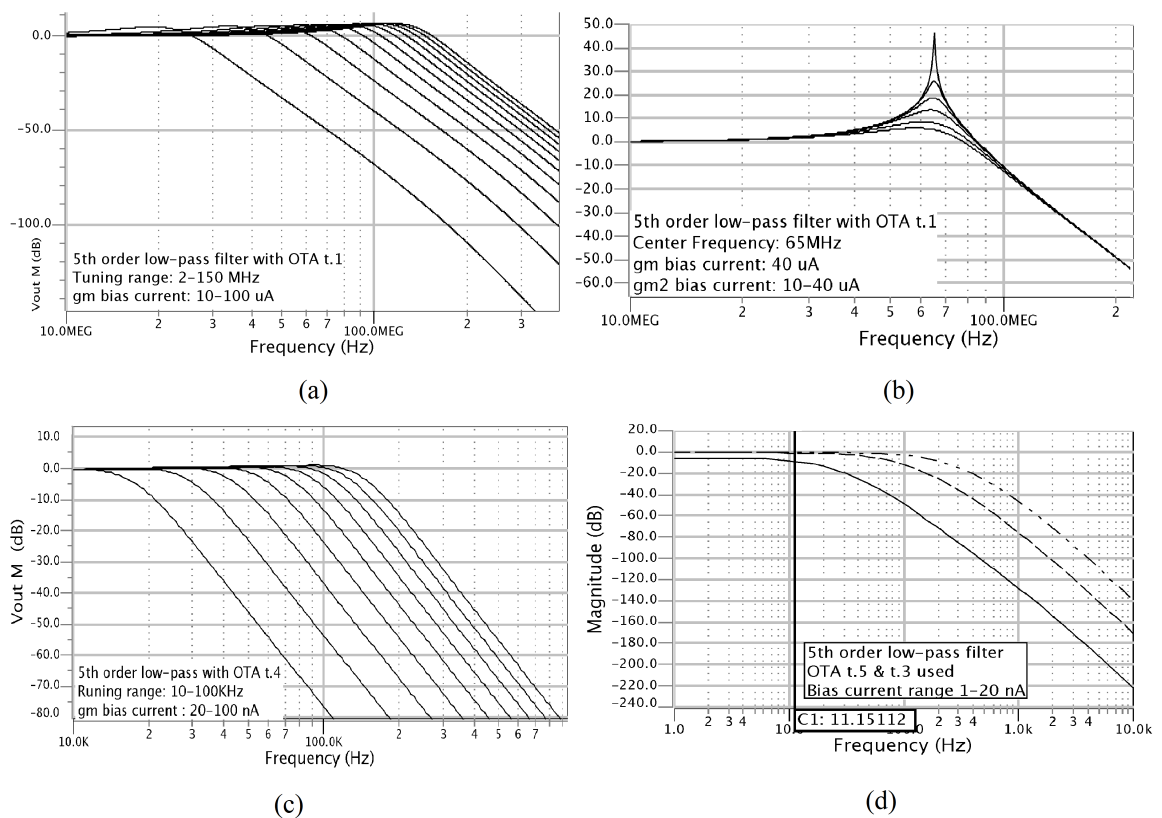 0.0
-50.0
-100.0
Vout M (dB)
5th order low-pass filter with OTA t.1
Tuning range: 2-150 MHz
gm bias current: 10-100 uA
10.0MEG 2 3 4 5 6 7 100.0MEG 2 3
Frequency (Hz)
(a)
50.0
40.0
30.0
20.0
10.0
0.0
-10.0
-20.0
-30.0
-40.0
-50.0
-60.0
5th order low-pass filter with OTA t.1
Center Frequency: 65MHz
gm bias current: 40 uA
gm2 bias current: 10-40 uA
10.0MEG 2 3 4 5 6 7 100.0MEG 2
Frequency (Hz)
(b)
10.0
0.0
-10.0
-20.0
-30.0
-40.0
-50.0
-60.0
-70.0
-80.0
Vout M (dB)
5th order low-pass with OTA t.4
Runing range: 10-100KHz
gm bias current : 20-100 nA
10.0K 2 3 4 5 6 7 100.0K 2 3 4 5 6 7
Frequency (Hz)
(c)
20.0
0.0
-20.0
-40.0
-60.0
-80.0
-100.0
-120.0
-140.0
-160.0
-180.0
-200.0
-220.0
-240.0
Magnitude (dB)
5th order low-pass filter
OTA t.5 & t.3 used
Bias current range 1-20 nA
C1: 11.15112
1.0 2 3 4 2 3 4 1.0k 2 3 4 10.0k
Frequency (Hz)
(d)